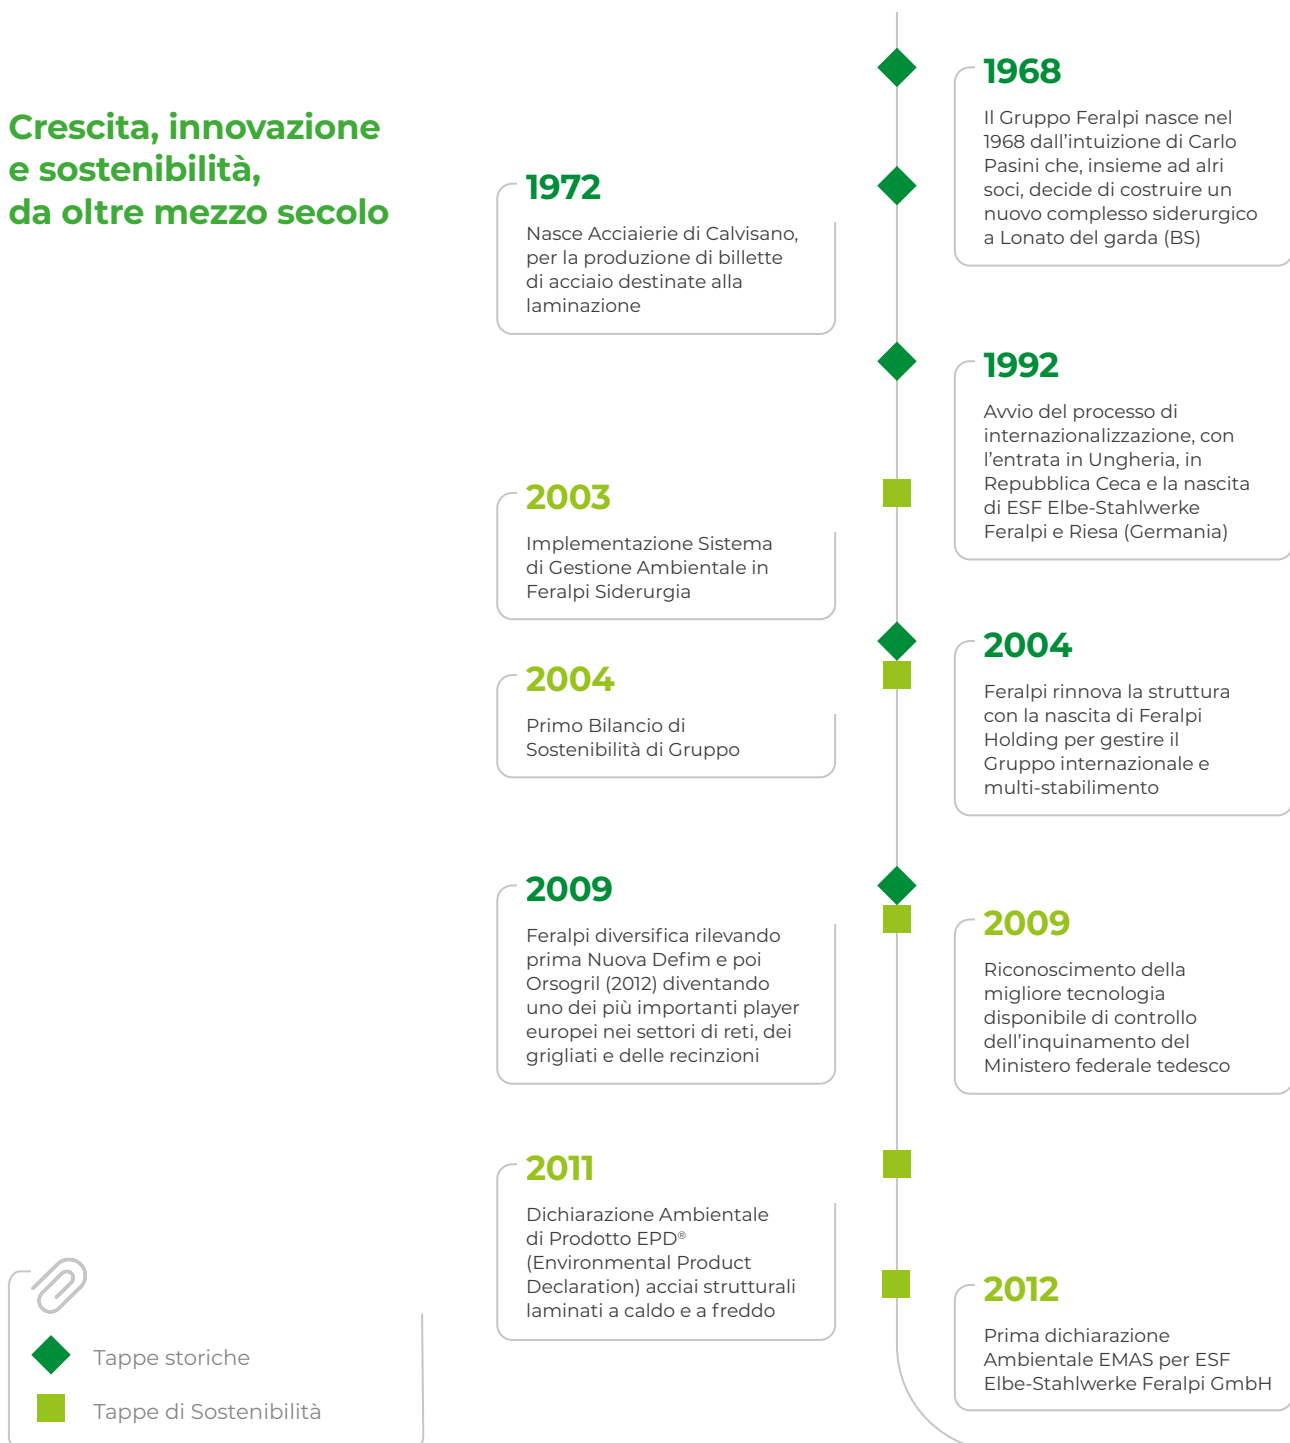 Crescita, innovazione
e sostenibilità,
da oltre mezzo secolo
1968
Il Gruppo Feralpi nasce nel
1968 dall'intuizione di Carlo
Pasini che, insieme ad alri
soci, decide di costruire un
nuovo complesso siderurgico
a Lonato del garda (BS)
1972
Nasce Acciaierie di Calvisano,
per la produzione di billette
di acciaio destinate alla
laminazione
1992
Avvio del processo di
internazionalizzazione, con
l'entrata in Ungheria, in
Repubblica Ceca e la nascita
di ESF Elbe-Stahlwerke
Feralpi e Riesa (Germania)
2003
Implementazione Sistema
di Gestione Ambientale in
Feralpi Siderurgia
2004
Feralpi rinnova la struttura
con la nascita di Feralpi
Holding per gestire il
Gruppo internazionale e
multi-stabilimento
2004
Primo Bilancio di
Sostenibilità di Gruppo
2009
Feralpi diversifica rilevando
prima Nuova Defim e poi
Orsogril (2012) diventando
uno dei più importanti player
europei nei settori di reti, dei
grigliati e delle recinzioni
2009
Riconoscimento della
migliore tecnologia
disponibile di controllo
dell'inquinamento del
Ministero federale tedesco
2011
Dichiarazione Ambientale
di Prodotto EPD®
(Environmental Product
Declaration) acciai strutturali
laminati a caldo e a freddo
2012
Prima dichiarazione
Ambientale EMAS per ESF
Elbe-Stahlwerke Feralpi GmbH
Tappe storiche
Tappe di Sostenibilità